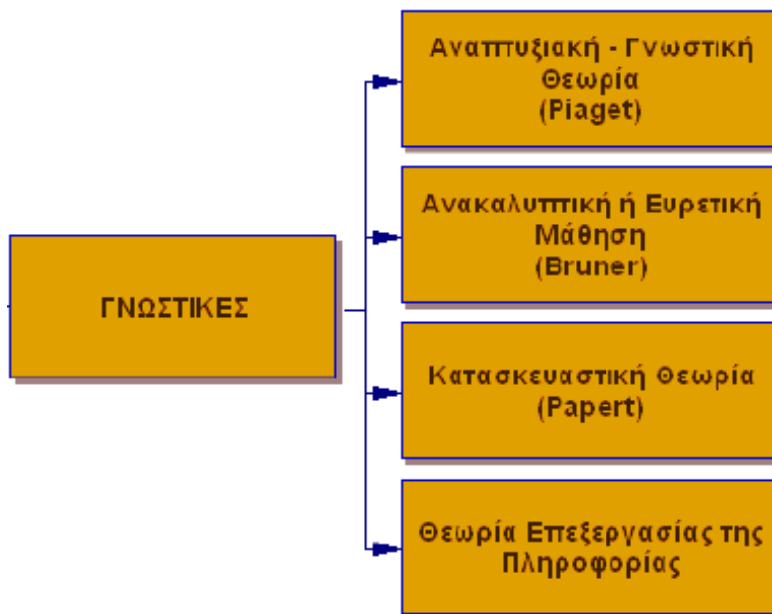 Αναπτυξιακή - Γνωστική
Θεωρία
(Piaget)
Ανακαλυπτική ή Ευρετική
Μάθηση
(Bruner)
ΓΝΩΣΤΙΚΕΣ
Κατασκευαστική Θεωρία
(Papert)
Θεωρία Επεξεργασίας της
Πληροφορίας